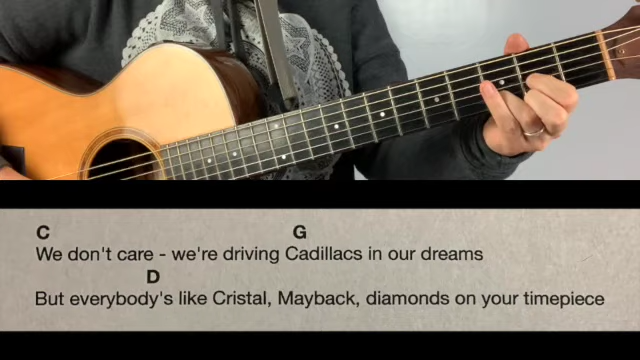 C G
We don't care - we're driving Cadillacs in our dreams
D
But everybody's like Cristal, Mayback, diamonds on your timepiece